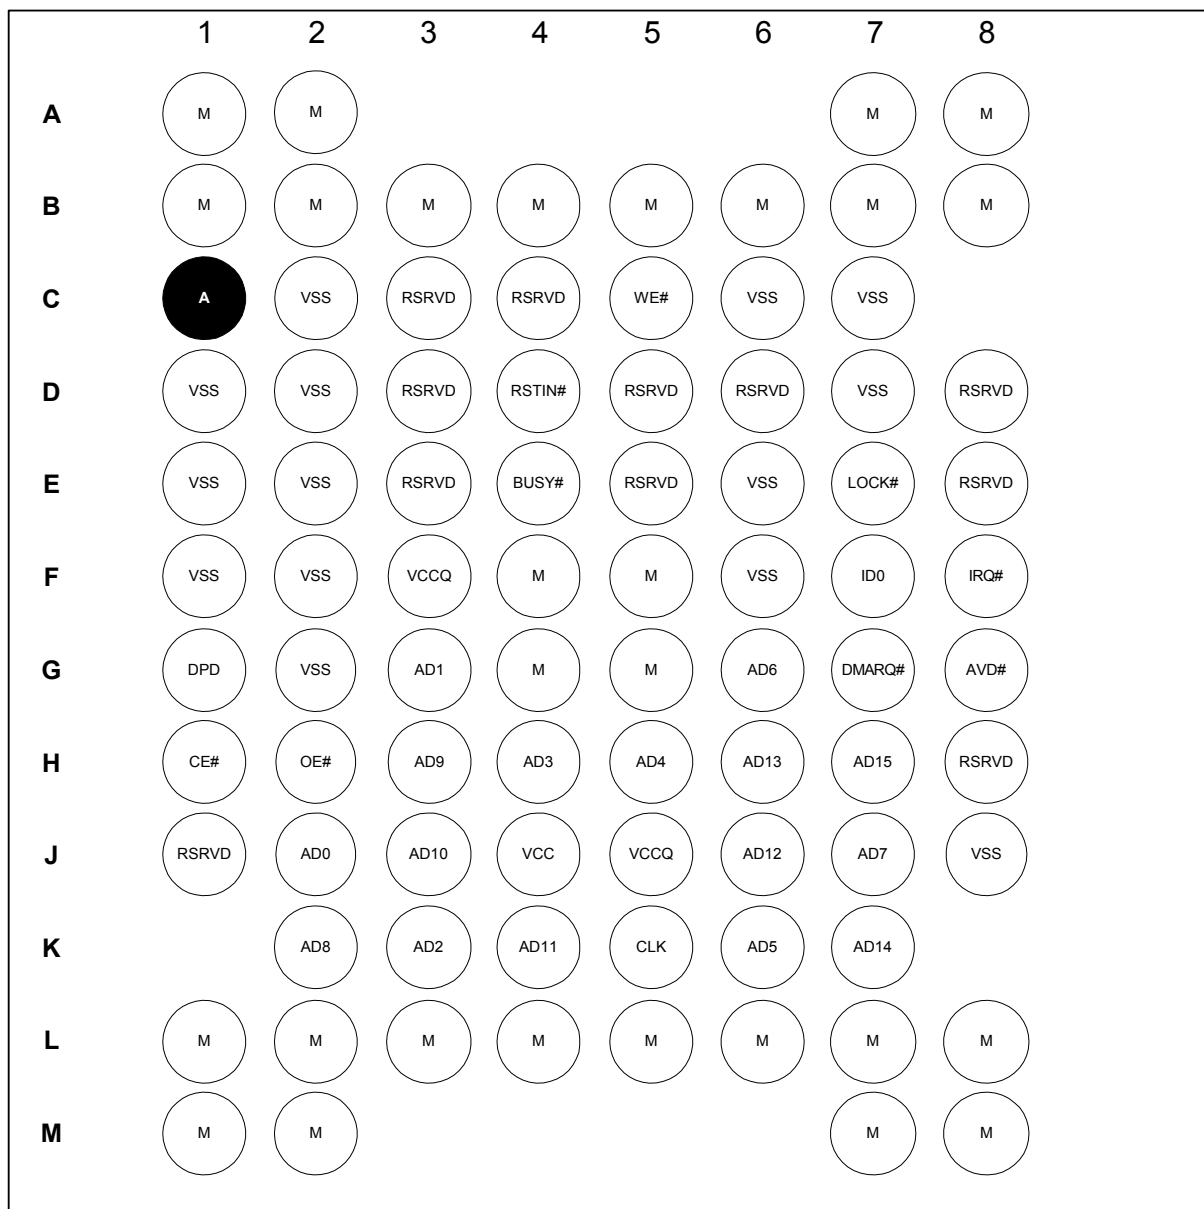 1 2 3 4 5 6 7 8
A M M M M
B M M M M M M M M
C A VSS RSRVD RSRVD WE# VSS VSS
D VSS VSS RSRVD RSTIN# RSRVD RSRVD VSS RSRVD
E VSS VSS RSRVD BUSY# RSRVD VSS LOCK# RSRVD
F VSS VSS VCCQ M M VSS ID0 IRQ#
G DPD VSS AD1 M M AD6 DMARQ# AVD#
H CE# OE# AD9 AD3 AD4 AD13 AD15 RSRVD
J RSRVD AD0 AD10 VCC VCCQ AD12 AD7 VSS
K AD8 AD2 AD11 CLK AD5 AD14
L M M M M M M M M
M M M M M